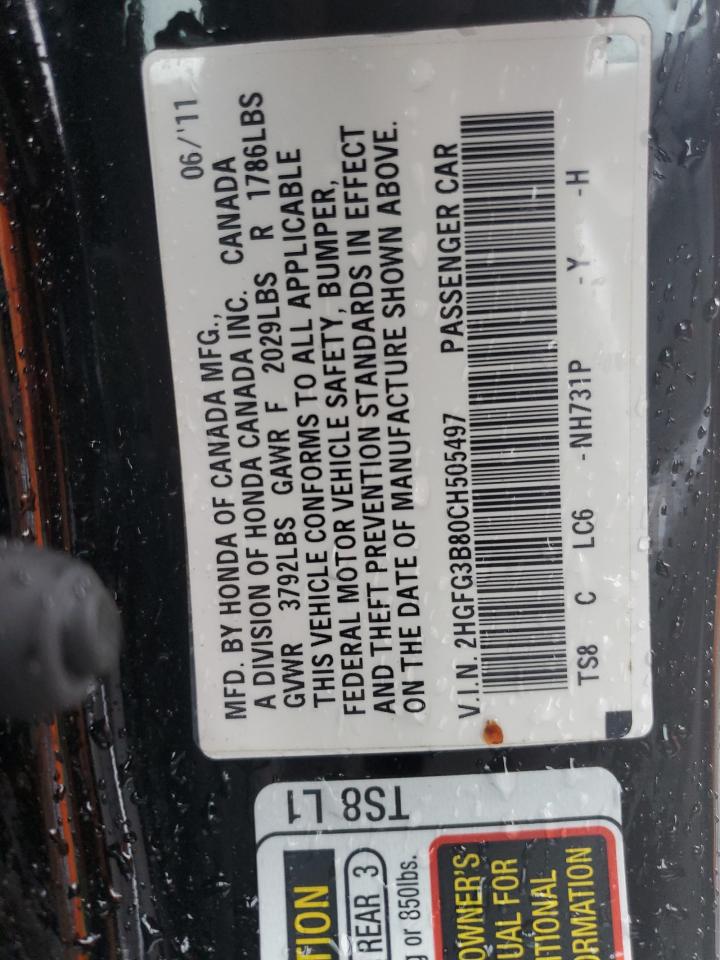 06/'11
MFD. BY HONDA OF CANADA MFG.,
A DIVISION OF HONDA CANADA INC. CANADA
GVWR 3792LBS GAWR F 2029LBS R 1786LBS
THIS VEHICLE CONFORMS TO ALL APPLICABLE
FEDERAL MOTOR VEHICLE SAFETY, BUMPER,
AND THEFT PREVENTION STANDARDS IN EFFECT
ON THE DATE OF MANUFACTURE SHOWN ABOVE.
V.I.N. 2HGFG3B80CH505497 PASSENGER CAR
TS8 C LC6 -NH731P -Y -H
TS8 L1
TION
REAR 3
g or 850lbs.
OWNER'S
UAL FOR
ITIONAL
ORMATION